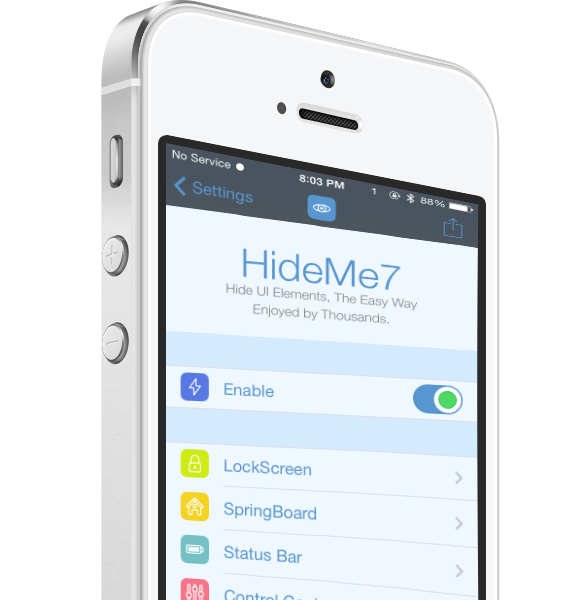 No Service
8:03 PM
1
88%
Settings
HideMe7
Hide UI Elements, The Easy Way
Enjoyed by Thousands.
Enable
LockScreen
SpringBoard
Status Bar
Control